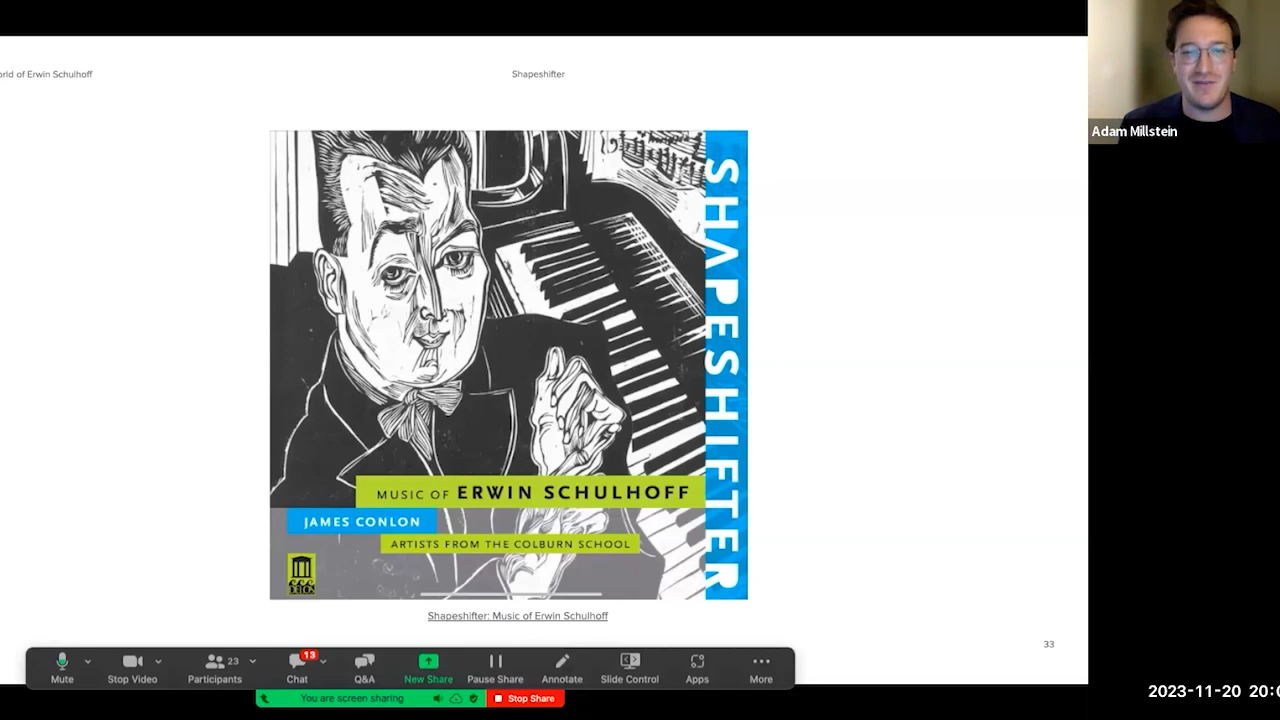 orld of Erwin Schulhoff
Shapeshifter
Adam Millstein
SHAPESHIFTER
MUSIC OF ERWIN SCHULHOFF
JAMES CONLON
ARTISTS FROM THE COLBURN SCHOOL
DELOS
Shapeshifter: Music of Erwin Schulhoff
33
13
23
Mute
Stop Video
Participants
Chat
Q&A
New Share
Pause Share
Annotate
Slide Control
Apps
More
You are screen sharing
Stop Share
2023-11-20 20:0